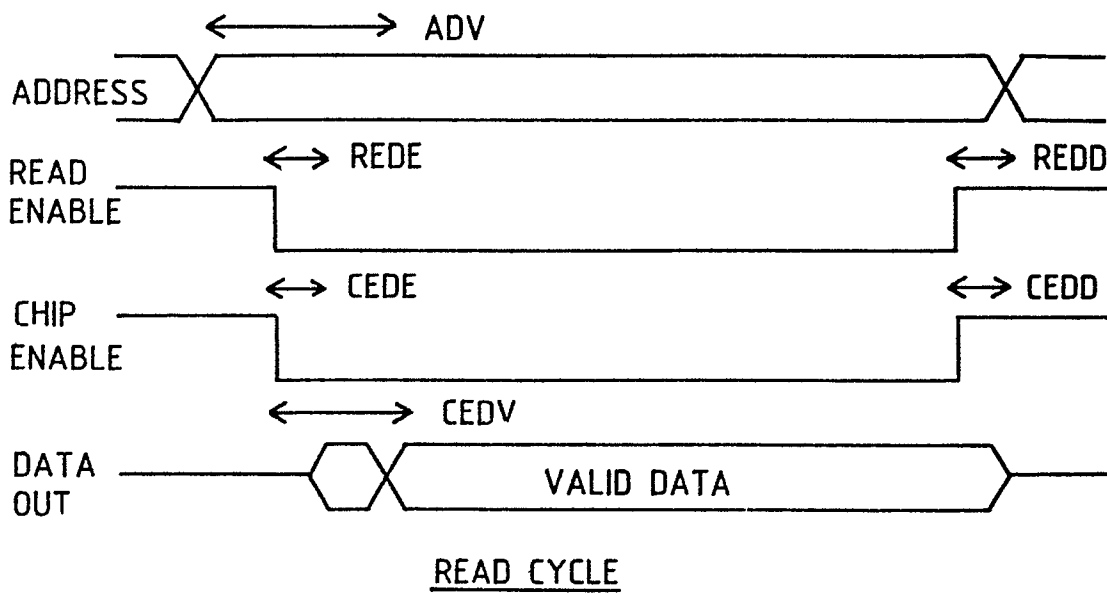 ADV
ADDRESS
REDE
REDD
READ
ENABLE
CEDE
CEDD
CHIP
ENABLE
CEDV
DATA
OUT
VALID DATA
READ CYCLE